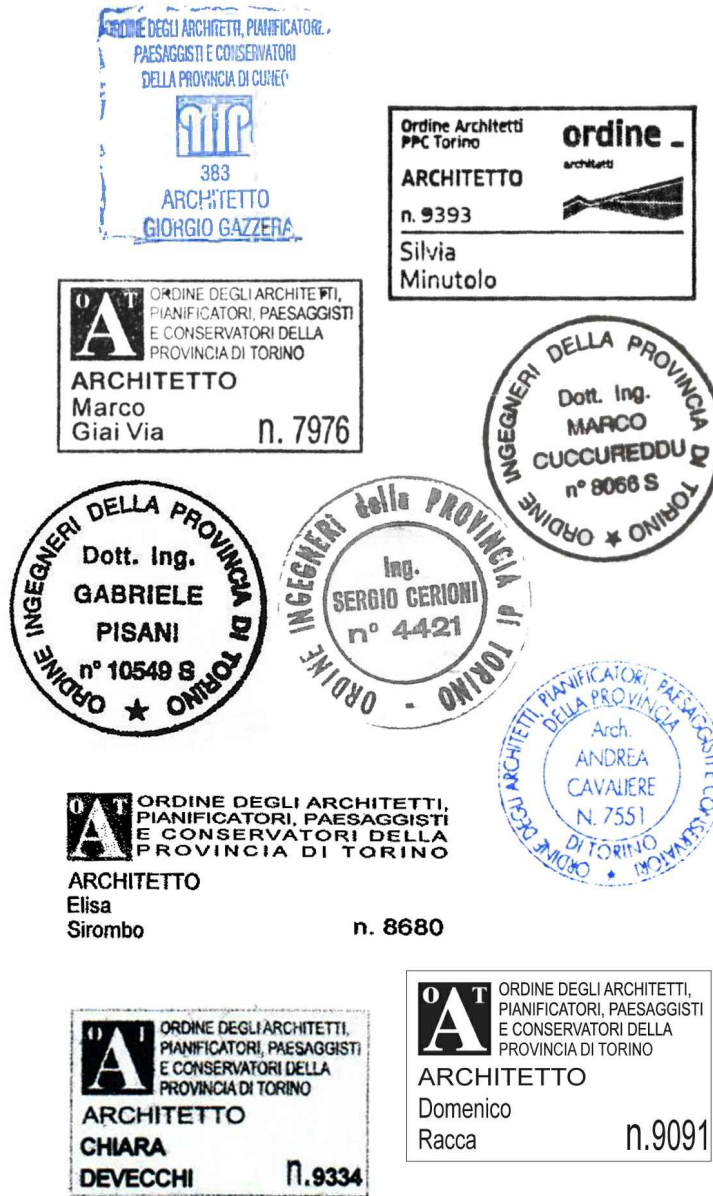 ORDINE DEGLI ARCHITETTI, PIANIFICATORI,
PAESAGGISTI E CONSERVATORI
DELLA PROVINCIA DI CUNEO
383
ARCHITETTO
GIORGIO GAZZERA
Ordine Architetti
PPC Torino
ordine
architetti
ARCHITETTO
n. 9393
Silvia
Minutolo
OAT
ORDINE DEGLI ARCHITETTI,
PIANIFICATORI, PAESAGGISTI
E CONSERVATORI DELLA
PROVINCIA DI TORINO
ARCHITETTO
Marco
Giai Via
n. 7976
ORDINE INGEGNERI DELLA PROVINCIA DI TORINO
Dott. Ing.
MARCO
CUCCUREDDU
n° 8066 S
ORDINE INGEGNERI DELLA PROVINCIA DI TORINO
Dott. Ing.
GABRIELE
PISANI
n° 10549 S
ORDINE INGEGNERI della PROVINCIA di TORINO -
Ing.
SERGIO CERIONI
n° 4421
ORDINE DEGLI ARCHITETTI, PIANIFICATORI, PAESAGGISTI E CONSERVATORI
DELLA PROVINCIA
Arch.
ANDREA
CAVALIERE
N. 7551
DI TORINO
OAT
ORDINE DEGLI ARCHITETTI,
PIANIFICATORI, PAESAGGISTI
E CONSERVATORI DELLA
PROVINCIA DI TORINO
ARCHITETTO
Elisa
Sirombo
n. 8680
OAT
ORDINE DEGLI ARCHITETTI,
PIANIFICATORI, PAESAGGISTI
E CONSERVATORI DELLA
PROVINCIA DI TORINO
ARCHITETTO
CHIARA
DEVECCHI
n.9334
OAT
ORDINE DEGLI ARCHITETTI,
PIANIFICATORI, PAESAGGISTI
E CONSERVATORI DELLA
PROVINCIA DI TORINO
ARCHITETTO
Domenico
Racca
n.9091